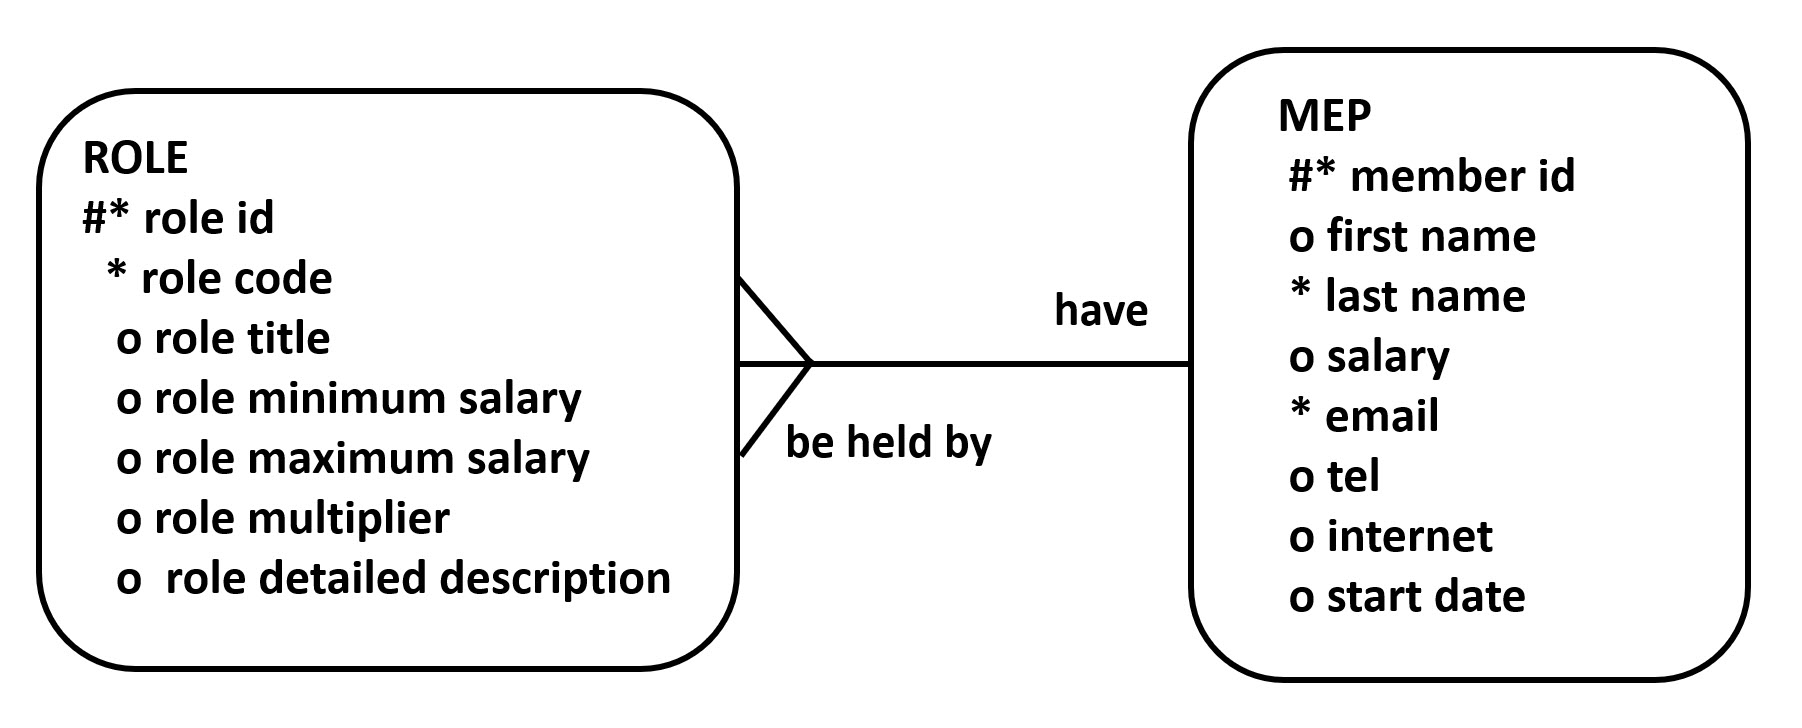 ROLE
#* role id
* role code
o role title
o role minimum salary
o role maximum salary
o role multiplier
o role detailed description
have
be held by
MEP
#* member id
o first name
* last name
o salary
* email
o tel
o internet
o start date